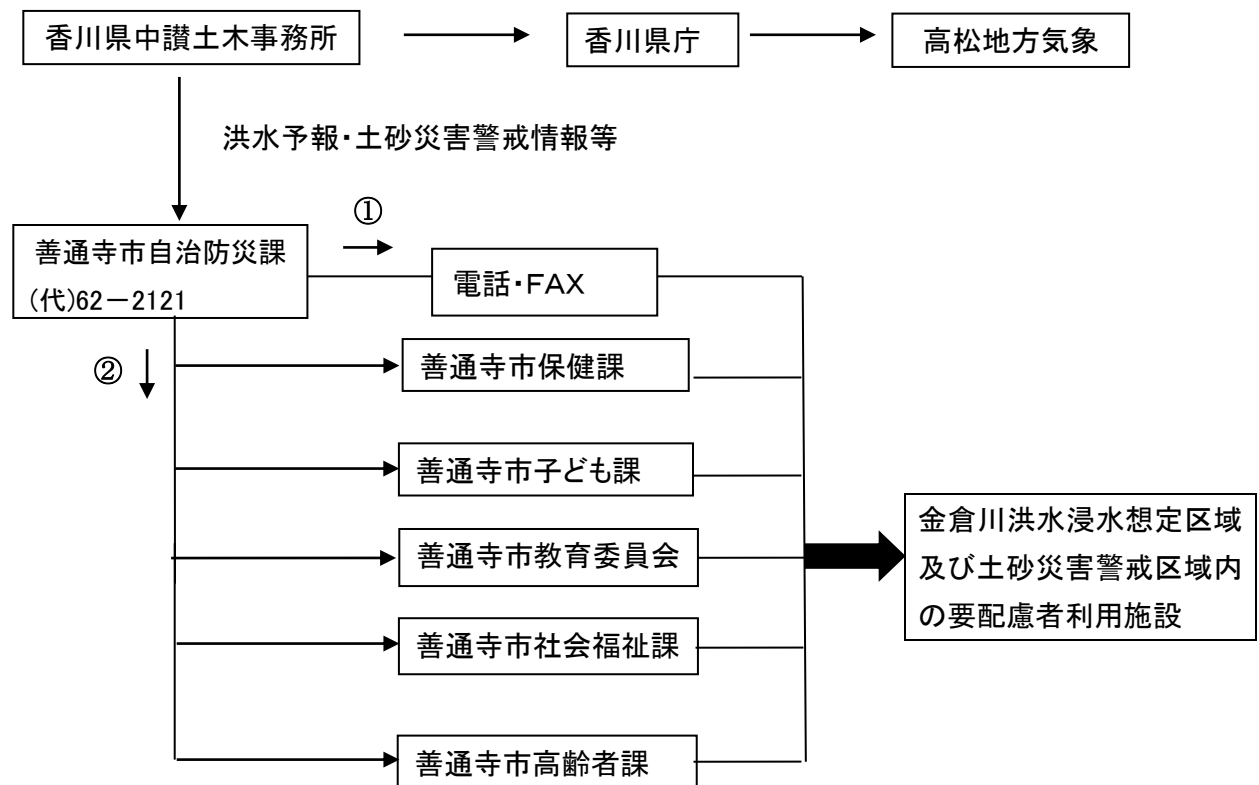 香川県中讃土木事務所
香川県庁
高松地方気象
洪水予報・土砂災害警戒情報等
①
善通寺市自治防災課
(代)62－2121
電話・FAX
②
善通寺市保健課
善通寺市子ども課
善通寺市教育委員会
善通寺市社会福祉課
善通寺市高齢者課
金倉川洪水浸水想定区域
及び土砂災害警戒区域内
の要配慮者利用施設